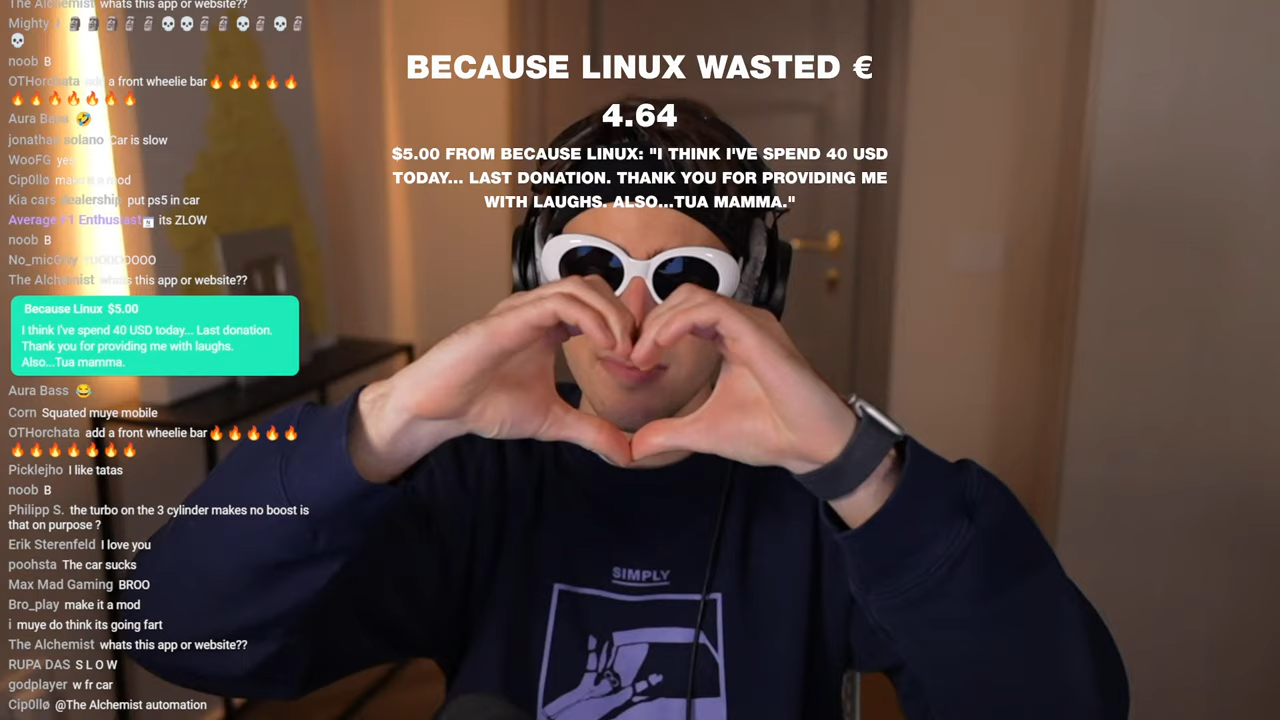 The Alchemist whats this app or website??
Mighty
noob B
OTHorchata add a front wheelie bar
Aura Bass
jonathan solano Car is slow
WooFG yes
Cip0llø make it a mod
Kia cars dealership put ps5 in car
Average F1 Enthusiast its ZLOW
noob B
The Alchemist whats this app or website??
Because Linux $5.00
I think I've spend 40 USD today... Last donation.
Thank you for providing me with laughs.
Also...Tua mamma.
Aura Bass
Corn Squated muye mobile
OTHorchata add a front wheelie bar
Picklejho I like tatas
noob B
Philipp S. the turbo on the 3 cylinder makes no boost is
that on purpose ?
Erik Sterenfeld I love you
poohsta The car sucks
Max Mad Gaming BROO
Bro_play make it a mod
i muye do think its going fart
The Alchemist whats this app or website??
RUPA DAS S L O W
godplayer w fr car
Cip0llø @The Alchemist automation
BECAUSE LINUX WASTED €
4.64
$5.00 FROM BECAUSE LINUX: "I THINK I'VE SPEND 40 USD
TODAY... LAST DONATION. THANK YOU FOR PROVIDING ME
WITH LAUGHS. ALSO...TUA MAMMA."
SIMPLY